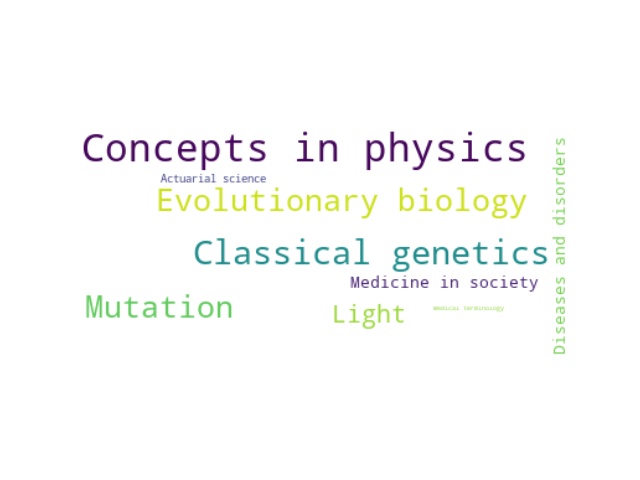 Concepts in physics
Actuarial science
Evolutionary biology
Classical genetics
Medicine in society
Mutation
Light
Medical terminology
Diseases and disorders